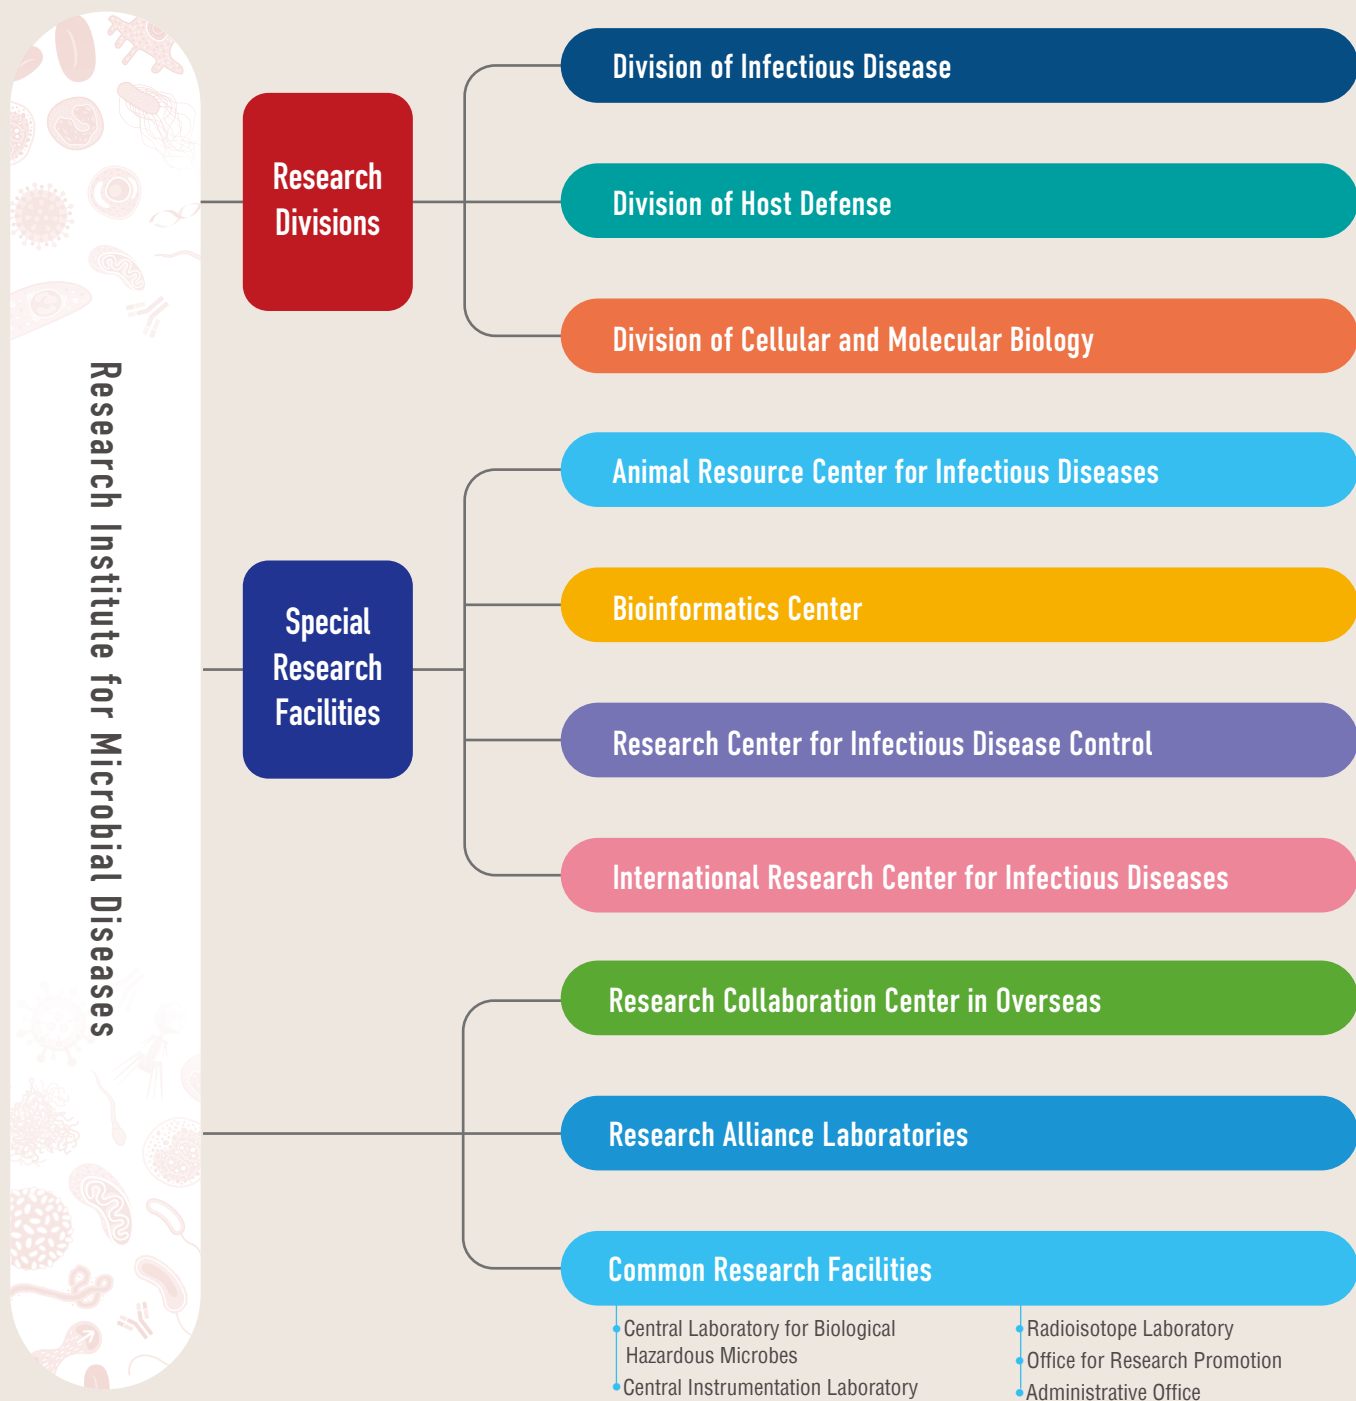 Research Institute for Microbial Diseases
Research
Divisions
Division of Infectious Disease
Division of Host Defense
Division of Cellular and Molecular Biology
Special
Research
Facilities
Animal Resource Center for Infectious Diseases
Bioinformatics Center
Research Center for Infectious Disease Control
International Research Center for Infectious Diseases
Research Collaboration Center in Overseas
Research Alliance Laboratories
Common Research Facilities
Central Laboratory for Biological
Hazardous Microbes
Central Instrumentation Laboratory
Radioisotope Laboratory
Office for Research Promotion
Administrative Office